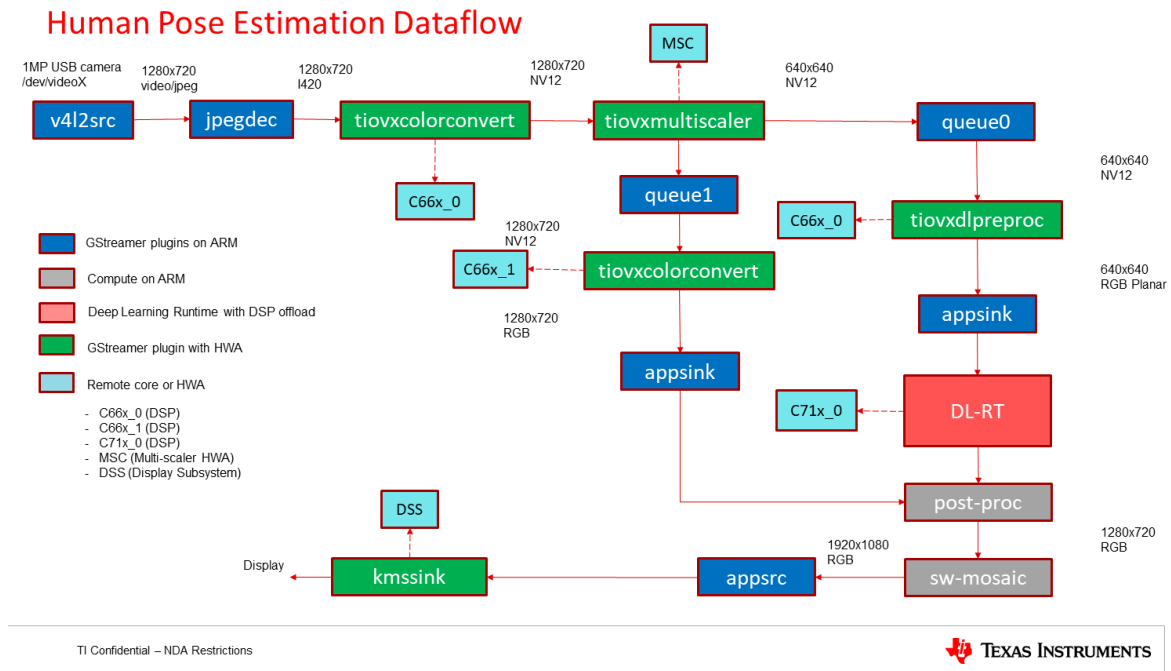 Human Pose Estimation Dataflow
1MP USB camera
/dev/videoX
1280x720
video/jpeg
1280x720
I420
1280x720
NV12
MSC
640x640
NV12
v4l2src
jpegdec
tiovxcolorconvert
tiovxmultiscaler
queue0
C66x_0
queue1
640x640
NV12
C66x_0
tiovxdlpreproc
1280x720
NV12
C66x_1
tiovxcolorconvert
640x640
RGB Planar
1280x720
RGB
appsink
appsink
C71x_0
DL-RT
GStreamer plugins on ARM
Compute on ARM
Deep Learning Runtime with DSP offload
GStreamer plugin with HWA
Remote core or HWA
- C66x_0 (DSP)
- C66x_1 (DSP)
- C71x_0 (DSP)
- MSC (Multi-scaler HWA)
- DSS (Display Subsystem)
post-proc
DSS
1280x720
RGB
1920x1080
RGB
Display
kmssink
appsrc
sw-mosaic
TI Confidential – NDA Restrictions
TEXAS INSTRUMENTS